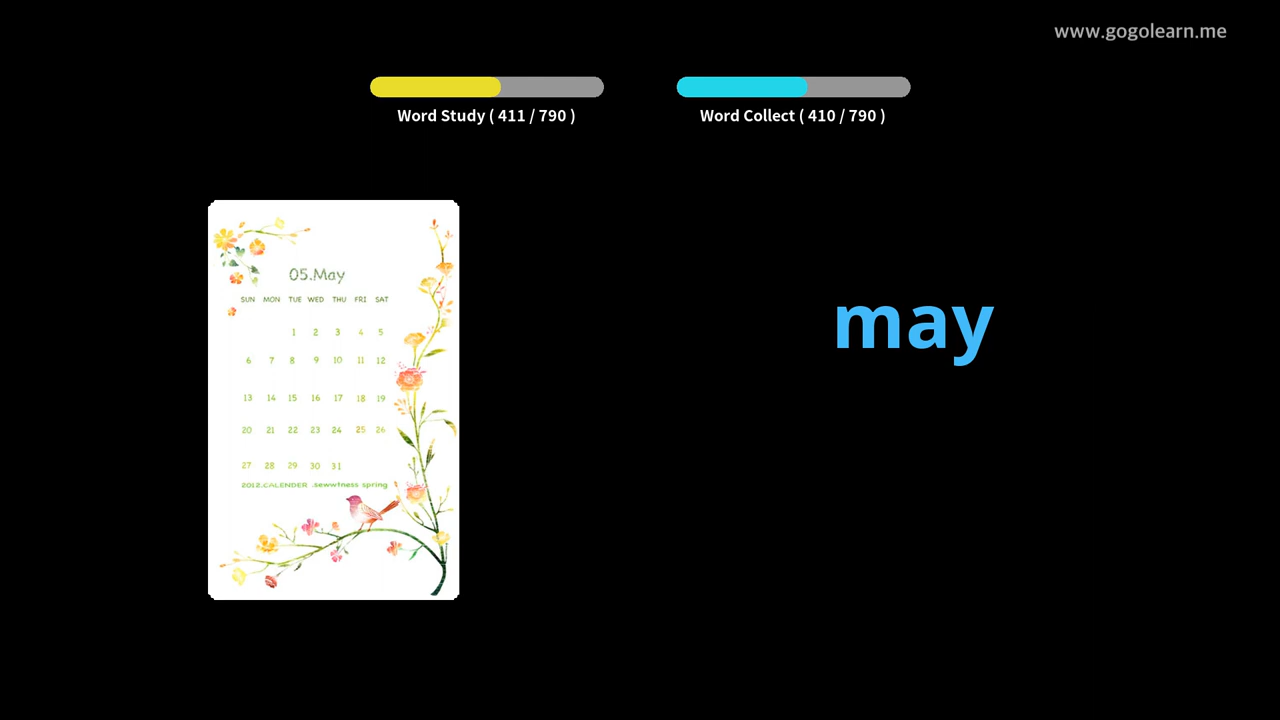 www.gogolearn.me
Word Study ( 411 / 790 )
Word Collect ( 410 / 790 )
05.May
SUN MON TUE WED THU FRI SAT
1 2 3 4 5
6 7 8 9 10 11 12
13 14 15 16 17 18 19
20 21 22 23 24 25 26
27 28 29 30 31
2012.CALENDER .sewwtness spring
may